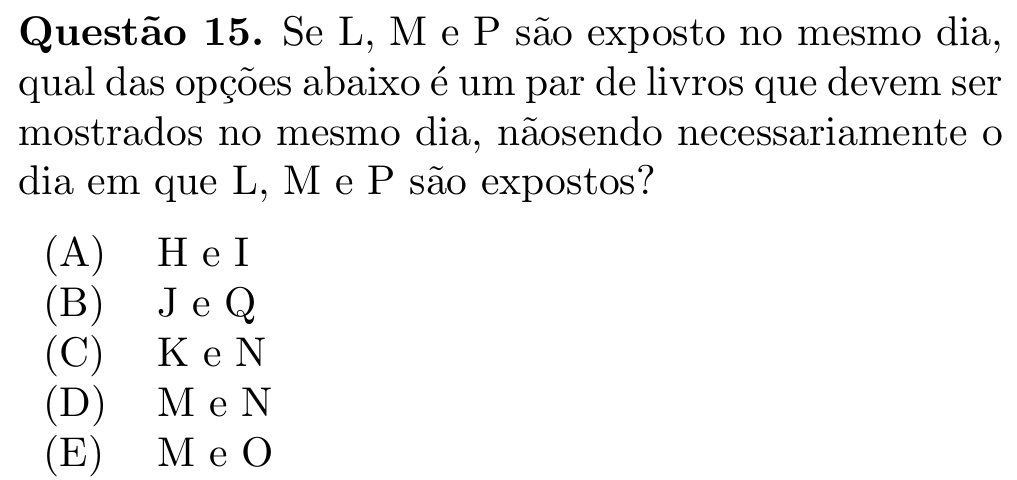 Questão 15. Se L, M e P são exposto no mesmo dia,
qual das opções abaixo é um par de livros que devem ser
mostrados no mesmo dia, nãosendo necessariamente o
dia em que L, M e P são expostos?
(A) H e I
(B) J e Q
(C) K e N
(D) M e N
(E) M e O